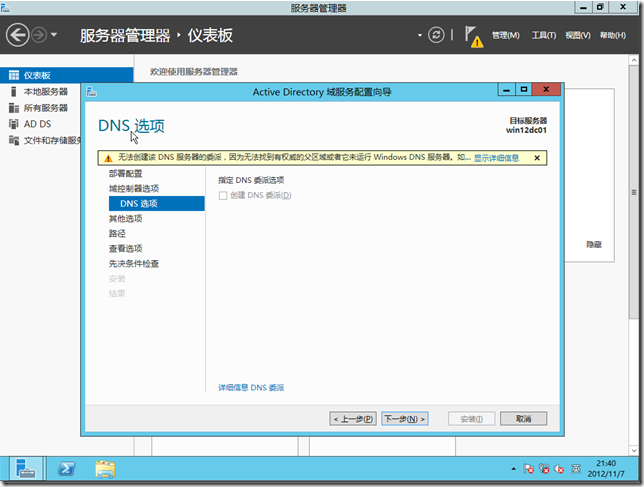 服务器管理器
服务器管理器 · 仪表板
管理(M) 工具(T) 视图(V) 帮助(H)
仪表板
本地服务器
所有服务器
AD DS
文件和存储服务
欢迎使用服务器管理器
隐藏
Active Directory 域服务配置向导
DNS 选项
目标服务器
win12dc01
无法创建该 DNS 服务器的委派，因为无法找到有权威的父区域或者它未运行 Windows DNS 服务器。如... 显示详细信息
部署配置
域控制器选项
DNS 选项
其他选项
路径
查看选项
先决条件检查
安装
结果
指定 DNS 委派选项
创建 DNS 委派(D)
详细信息 DNS 委派
< 上一步(P) 下一步(N) > 安装(I) 取消
21:40
2012/11/7